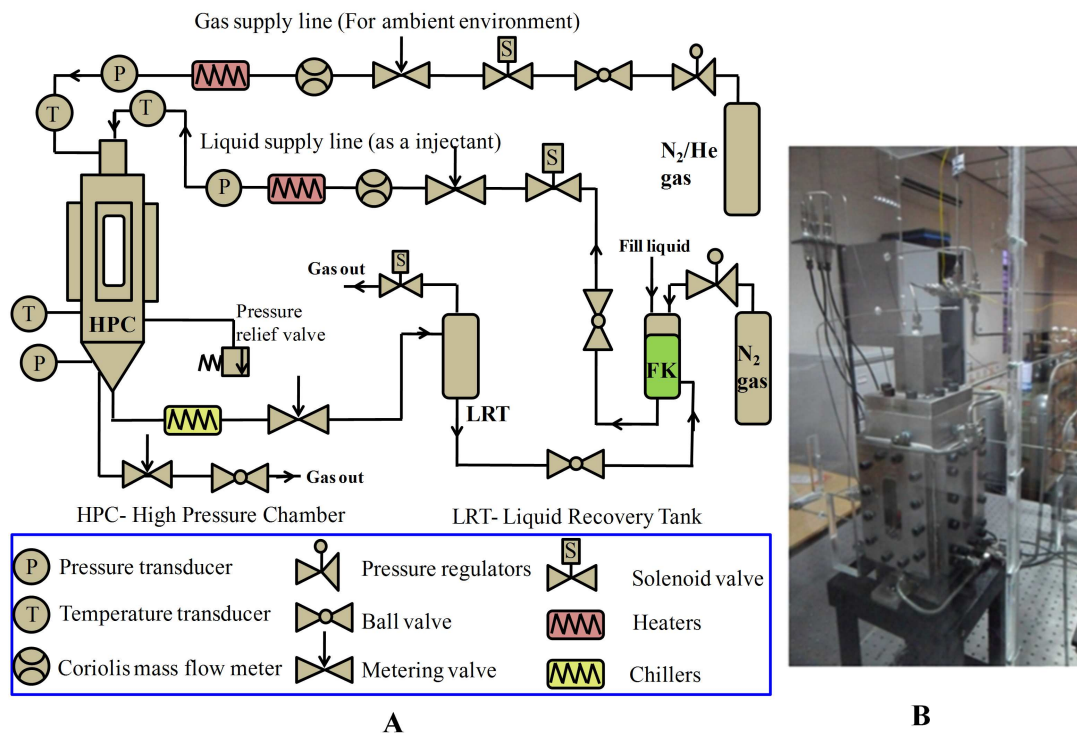 Gas supply line (For ambient environment)
S
P
T
T
N₂/He
gas
Liquid supply line (as a injectant)
S
P
Fill liquid
Gas out
S
HPC
T
Pressure
relief valve
P
FK
N₂
gas
LRT
Gas out
HPC- High Pressure Chamber
LRT- Liquid Recovery Tank
P
Pressure transducer
Pressure regulators
S
Solenoid valve
T
Temperature transducer
Ball valve
Heaters
Coriolis mass flow meter
Metering valve
Chillers
A
B